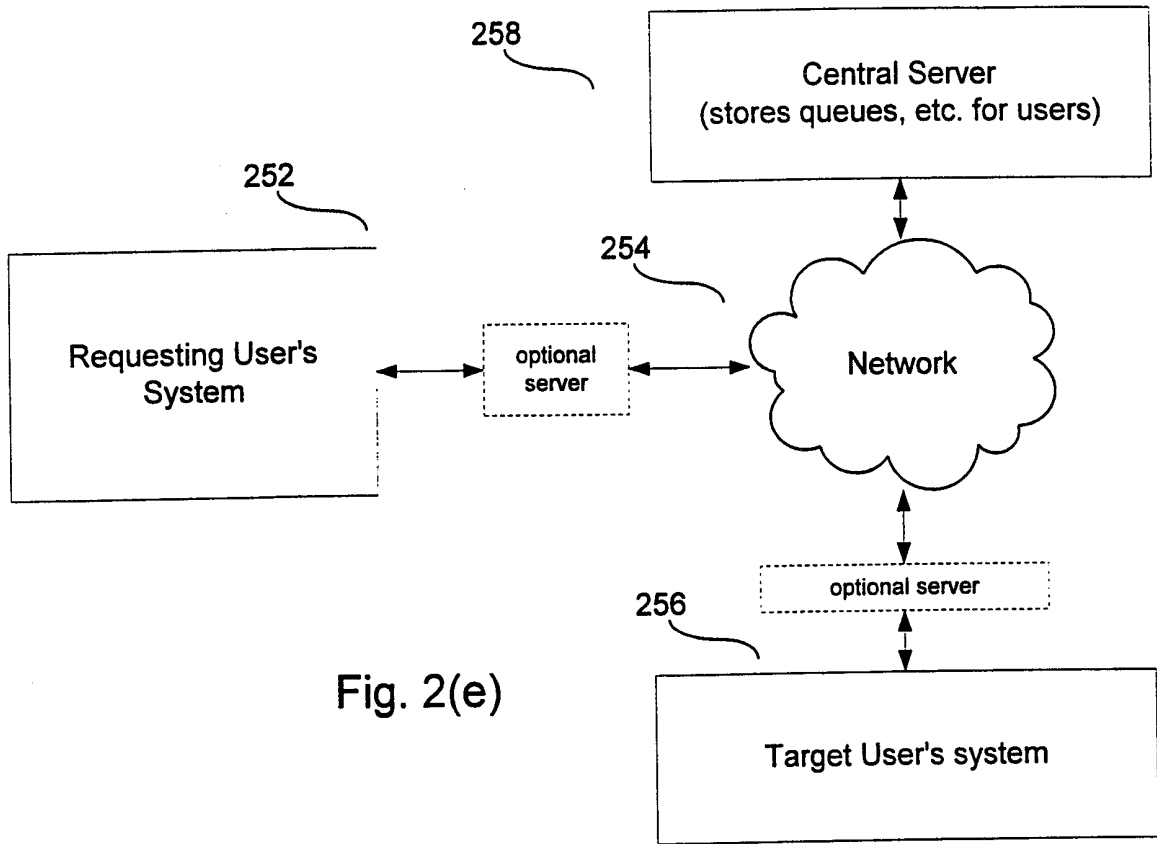 258
Central Server
(stores queues, etc. for users)
252
254
Requesting User's
System
optional
server
Network
optional server
256
Fig. 2(e)
Target User's system